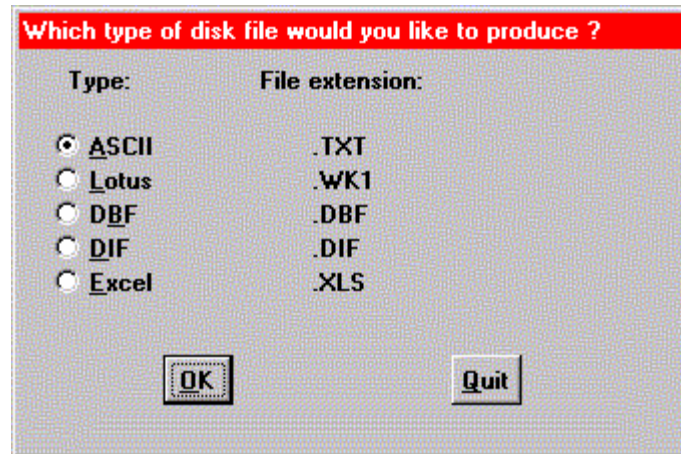 Which type of disk file would you like to produce ?
Type: File extension:
ASCII .TXT
Lotus .WK1
DBF .DBF
DIF .DIF
Excel .XLS
OK Quit